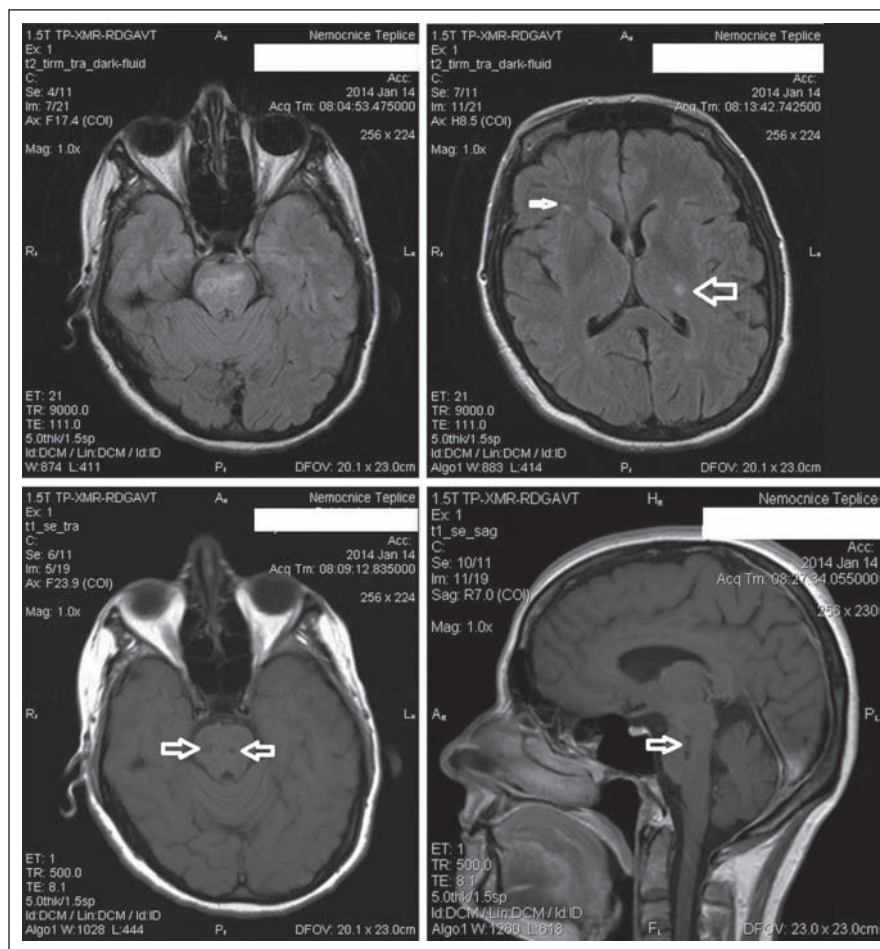 1.5T TP-XMR-RDGAVT
Ex: 1
t2_tirm_tra_dark-fluid
C:
Se: 4/11
Im: 7/21
Ax: F17.4 (COI)
Mag: 1.0x
A
Nemocnice Teplice
Acc:
2014 Jan 14
Acq Tm: 08:04:53.475000
256 x 224
R
L
ET: 21
TR: 9000.0
TE: 111.0
5.0thk/1.5sp
Id:DCM / Lin:DCM / Id:ID
W:874 L:411
P
DFOV: 20.1 x 23.0cm
1.5T TP-XMR-RDGAVT
Ex: 1
t2_tirm_tra_dark-fluid
C:
Se: 7/11
Im: 11/21
Ax: H8.5 (COI)
Mag: 1.0x
A
Nemocnice Teplice
Acc:
2014 Jan 14
Acq Tm: 08:13:42.742500
256 x 224
R
L
ET: 21
TR: 9000.0
TE: 111.0
5.0thk/1.5sp
Id:DCM / Lin:DCM / Id:ID
Algo1 W:883 L:414
P
DFOV: 20.1 x 23.0cm
1.5T TP-XMR-RDGAVT
Ex: 1
t1_se_tra
C:
Se: 6/11
Im: 5/19
Ax: F23.9 (COI)
Mag: 1.0x
A
Nemocnice Teplice
Acc:
2014 Jan 14
Acq Tm: 08:09:12.835000
256 x 224
R
L
ET: 1
TR: 500.0
TE: 8.1
5.0thk/1.5sp
Id:DCM / Lin:DCM / Id:ID
Algo1 W:1028 L:444
P
DFOV: 20.1 x 23.0cm
1.5T TP-XMR-RDGAVT
Ex: 1
t1_se_sag
C:
Se: 10/11
Im: 11/19
Sag: R7.0 (COI)
Mag: 1.0x
H
Nemocnice Teplice
Acc:
2014 Jan 14
Acq Tm: 08:27:34.055000
256 x 230
A
P
ET: 1
TR: 500.0
TE: 8.1
5.0thk/1.5sp
Id:DCM / Lin:DCM / Id:ID
Algo1 W:1260 L:618
F
DFOV: 23.0 x 23.0cm